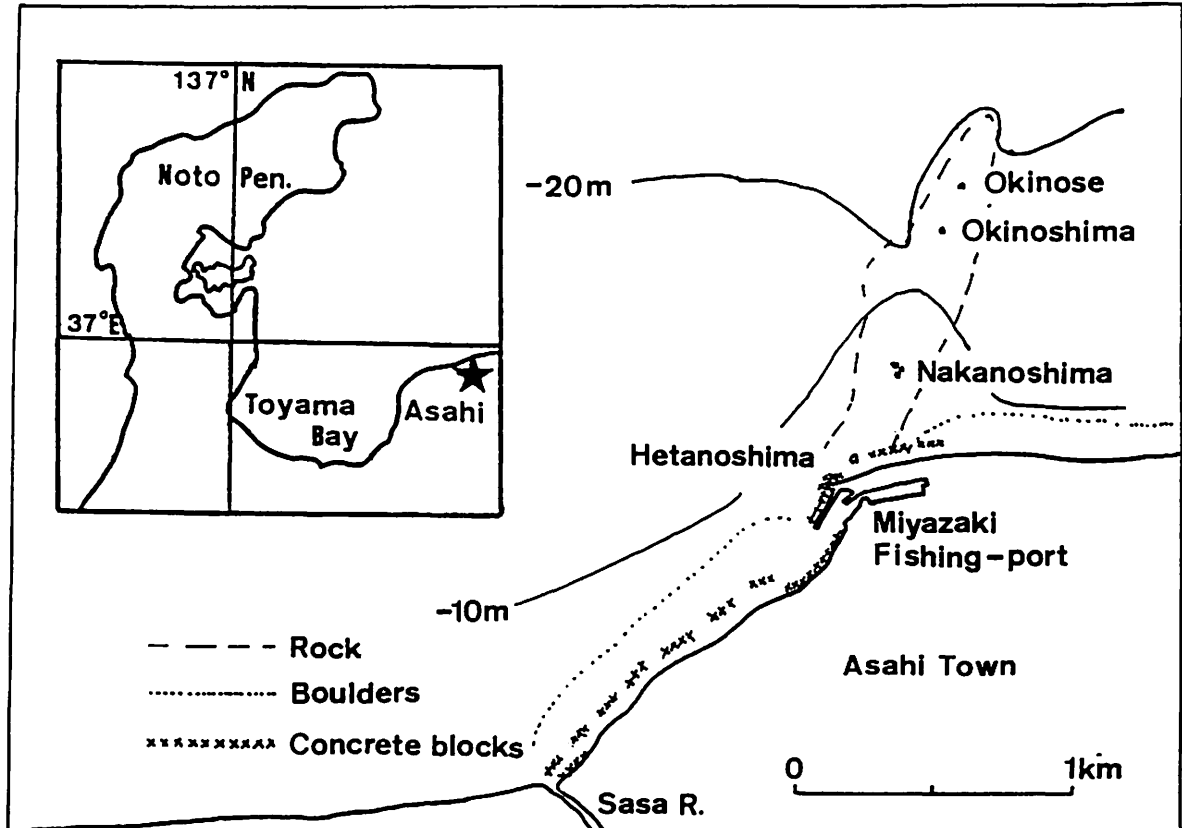 137° N
Noto Pen.
37°E
Toyama
Bay
Asahi
-20m
Okinose
Okinoshima
Nakanoshima
Hetanoshima
Miyazaki
Fishing-port
-10m
Rock
Boulders
Concrete blocks
Asahi Town
0 1km
Sasa R.